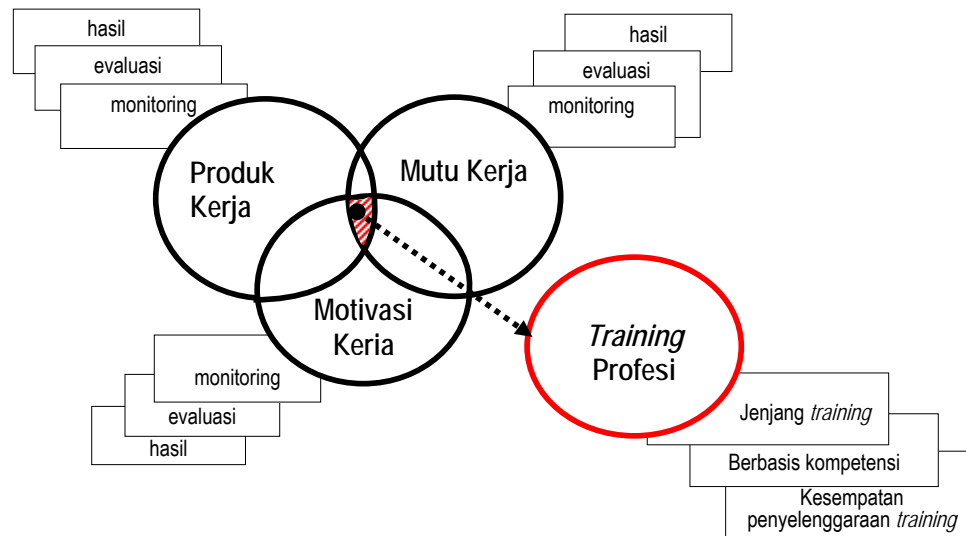 hasil
evaluasi
monitoring
hasil
evaluasi
monitoring
Produk
Kerja
Mutu Kerja
Motivasi
Keria
Training
Profesi
monitoring
evaluasi
hasil
Jenjang training
Berbasis kompetensi
Kesempatan
penyelenggaraan training